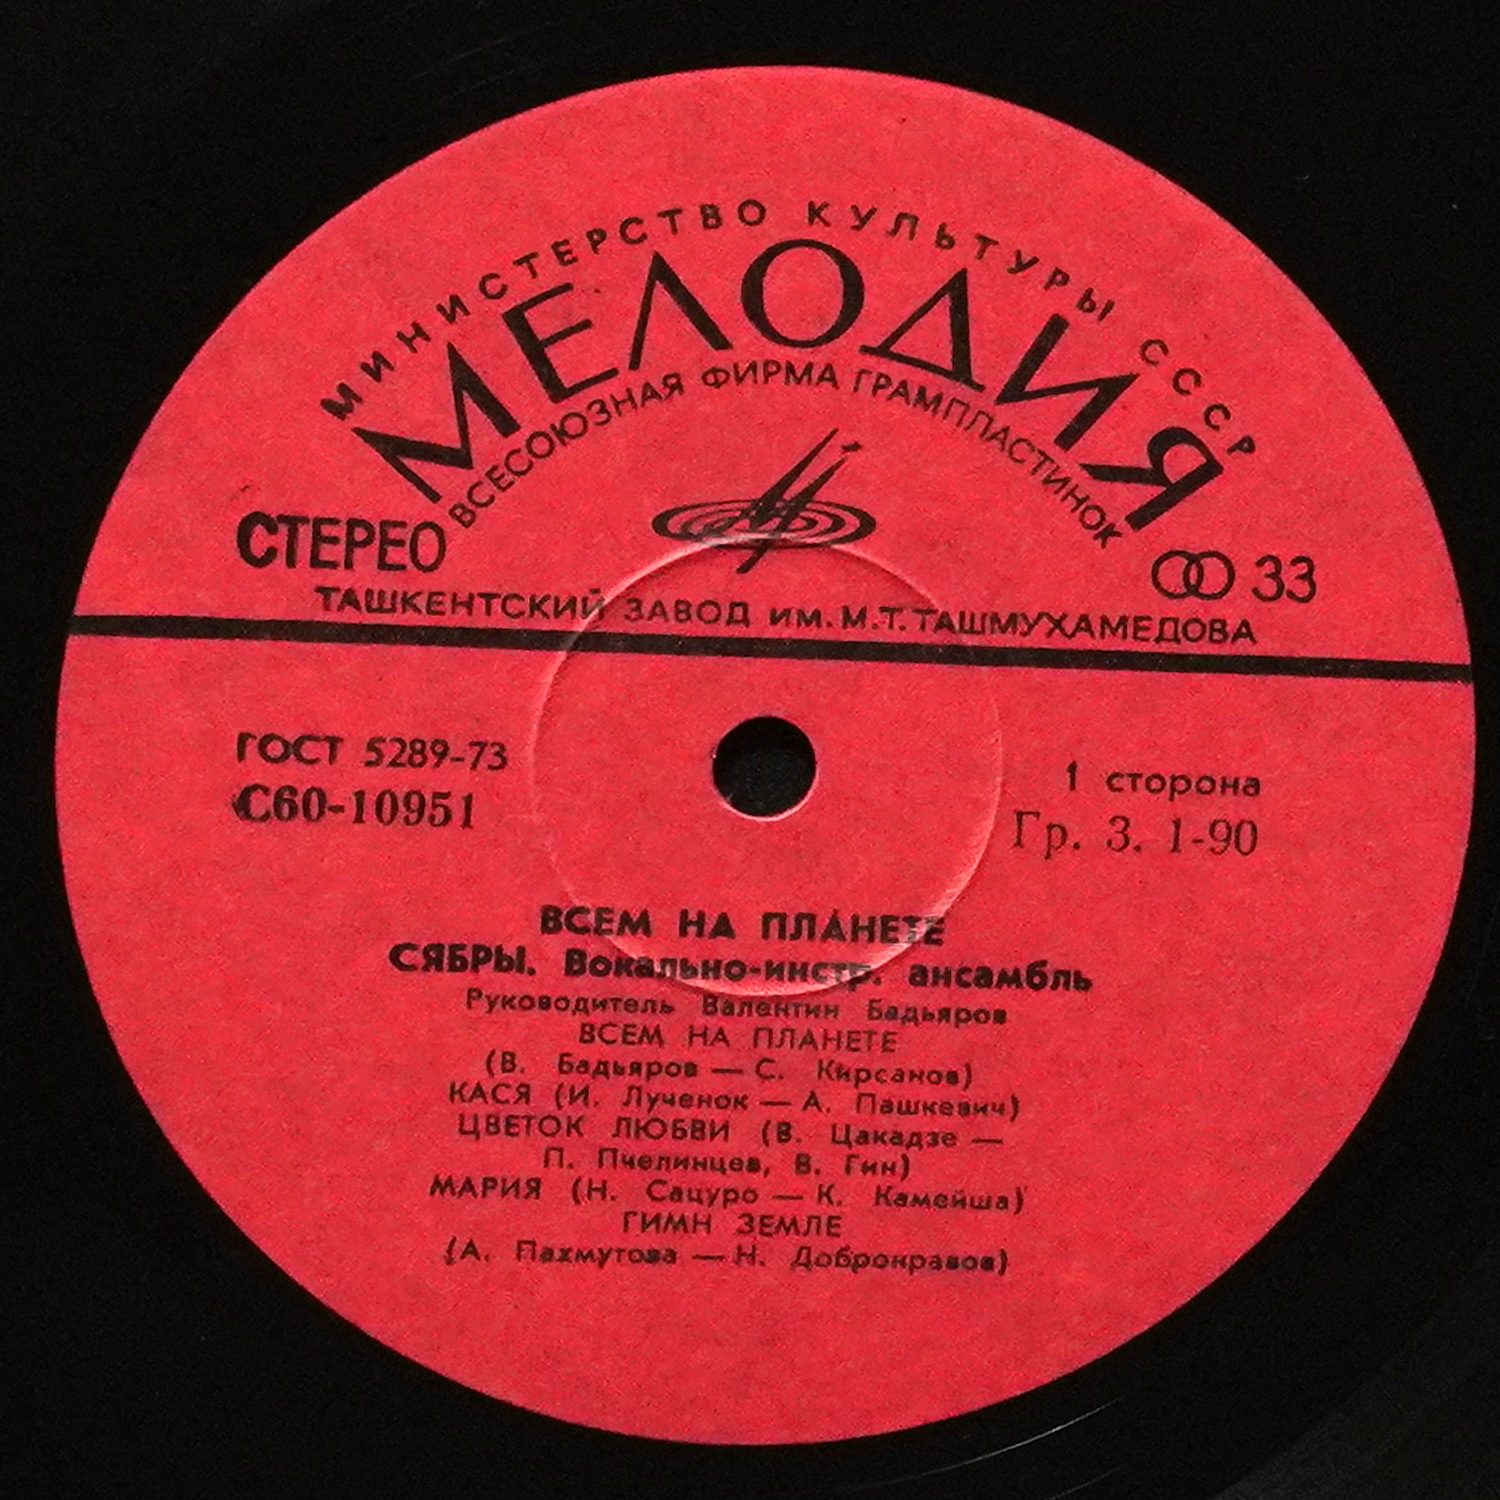 МИНИСТЕРСТВО КУЛЬТУРЫ СССР
МЕЛОДИЯ
ВСЕСОЮЗНАЯ ФИРМА ГРАМПЛАСТИНОК
СТЕРЕО
33
ТАШКЕНТСКИЙ ЗАВОД ИМ. М.Т.ТАШМУХАМЕДОВА
ГОСТ 5289-73
С60-10951
1 сторона
Гр. 3. 1-90
ВСЕМ НА ПЛАНЕТЕ
СЯБРЫ. Вокально-инстр. ансамбль
Руководитель Валентин Бадьяров
ВСЕМ НА ПЛАНЕТЕ
(В. Бадьяров — С. Кирсанов)
КАСЯ (И. Лученок — А. Пашкевич)
ЦВЕТОК ЛЮБВИ (В. Цакадзе —
П. Пчелинцев, В. Гин)
МАРИЯ (Н. Сацуро — К. Камейша)
ГИМН ЗЕМЛЕ
(А. Пахмутова — Н. Добронравов)